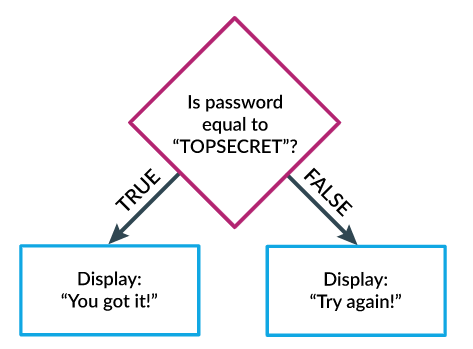 Is password
equal to
“TOPSECRET”?
TRUE
FALSE
Display:
“You got it!”
Display:
“Try again!”